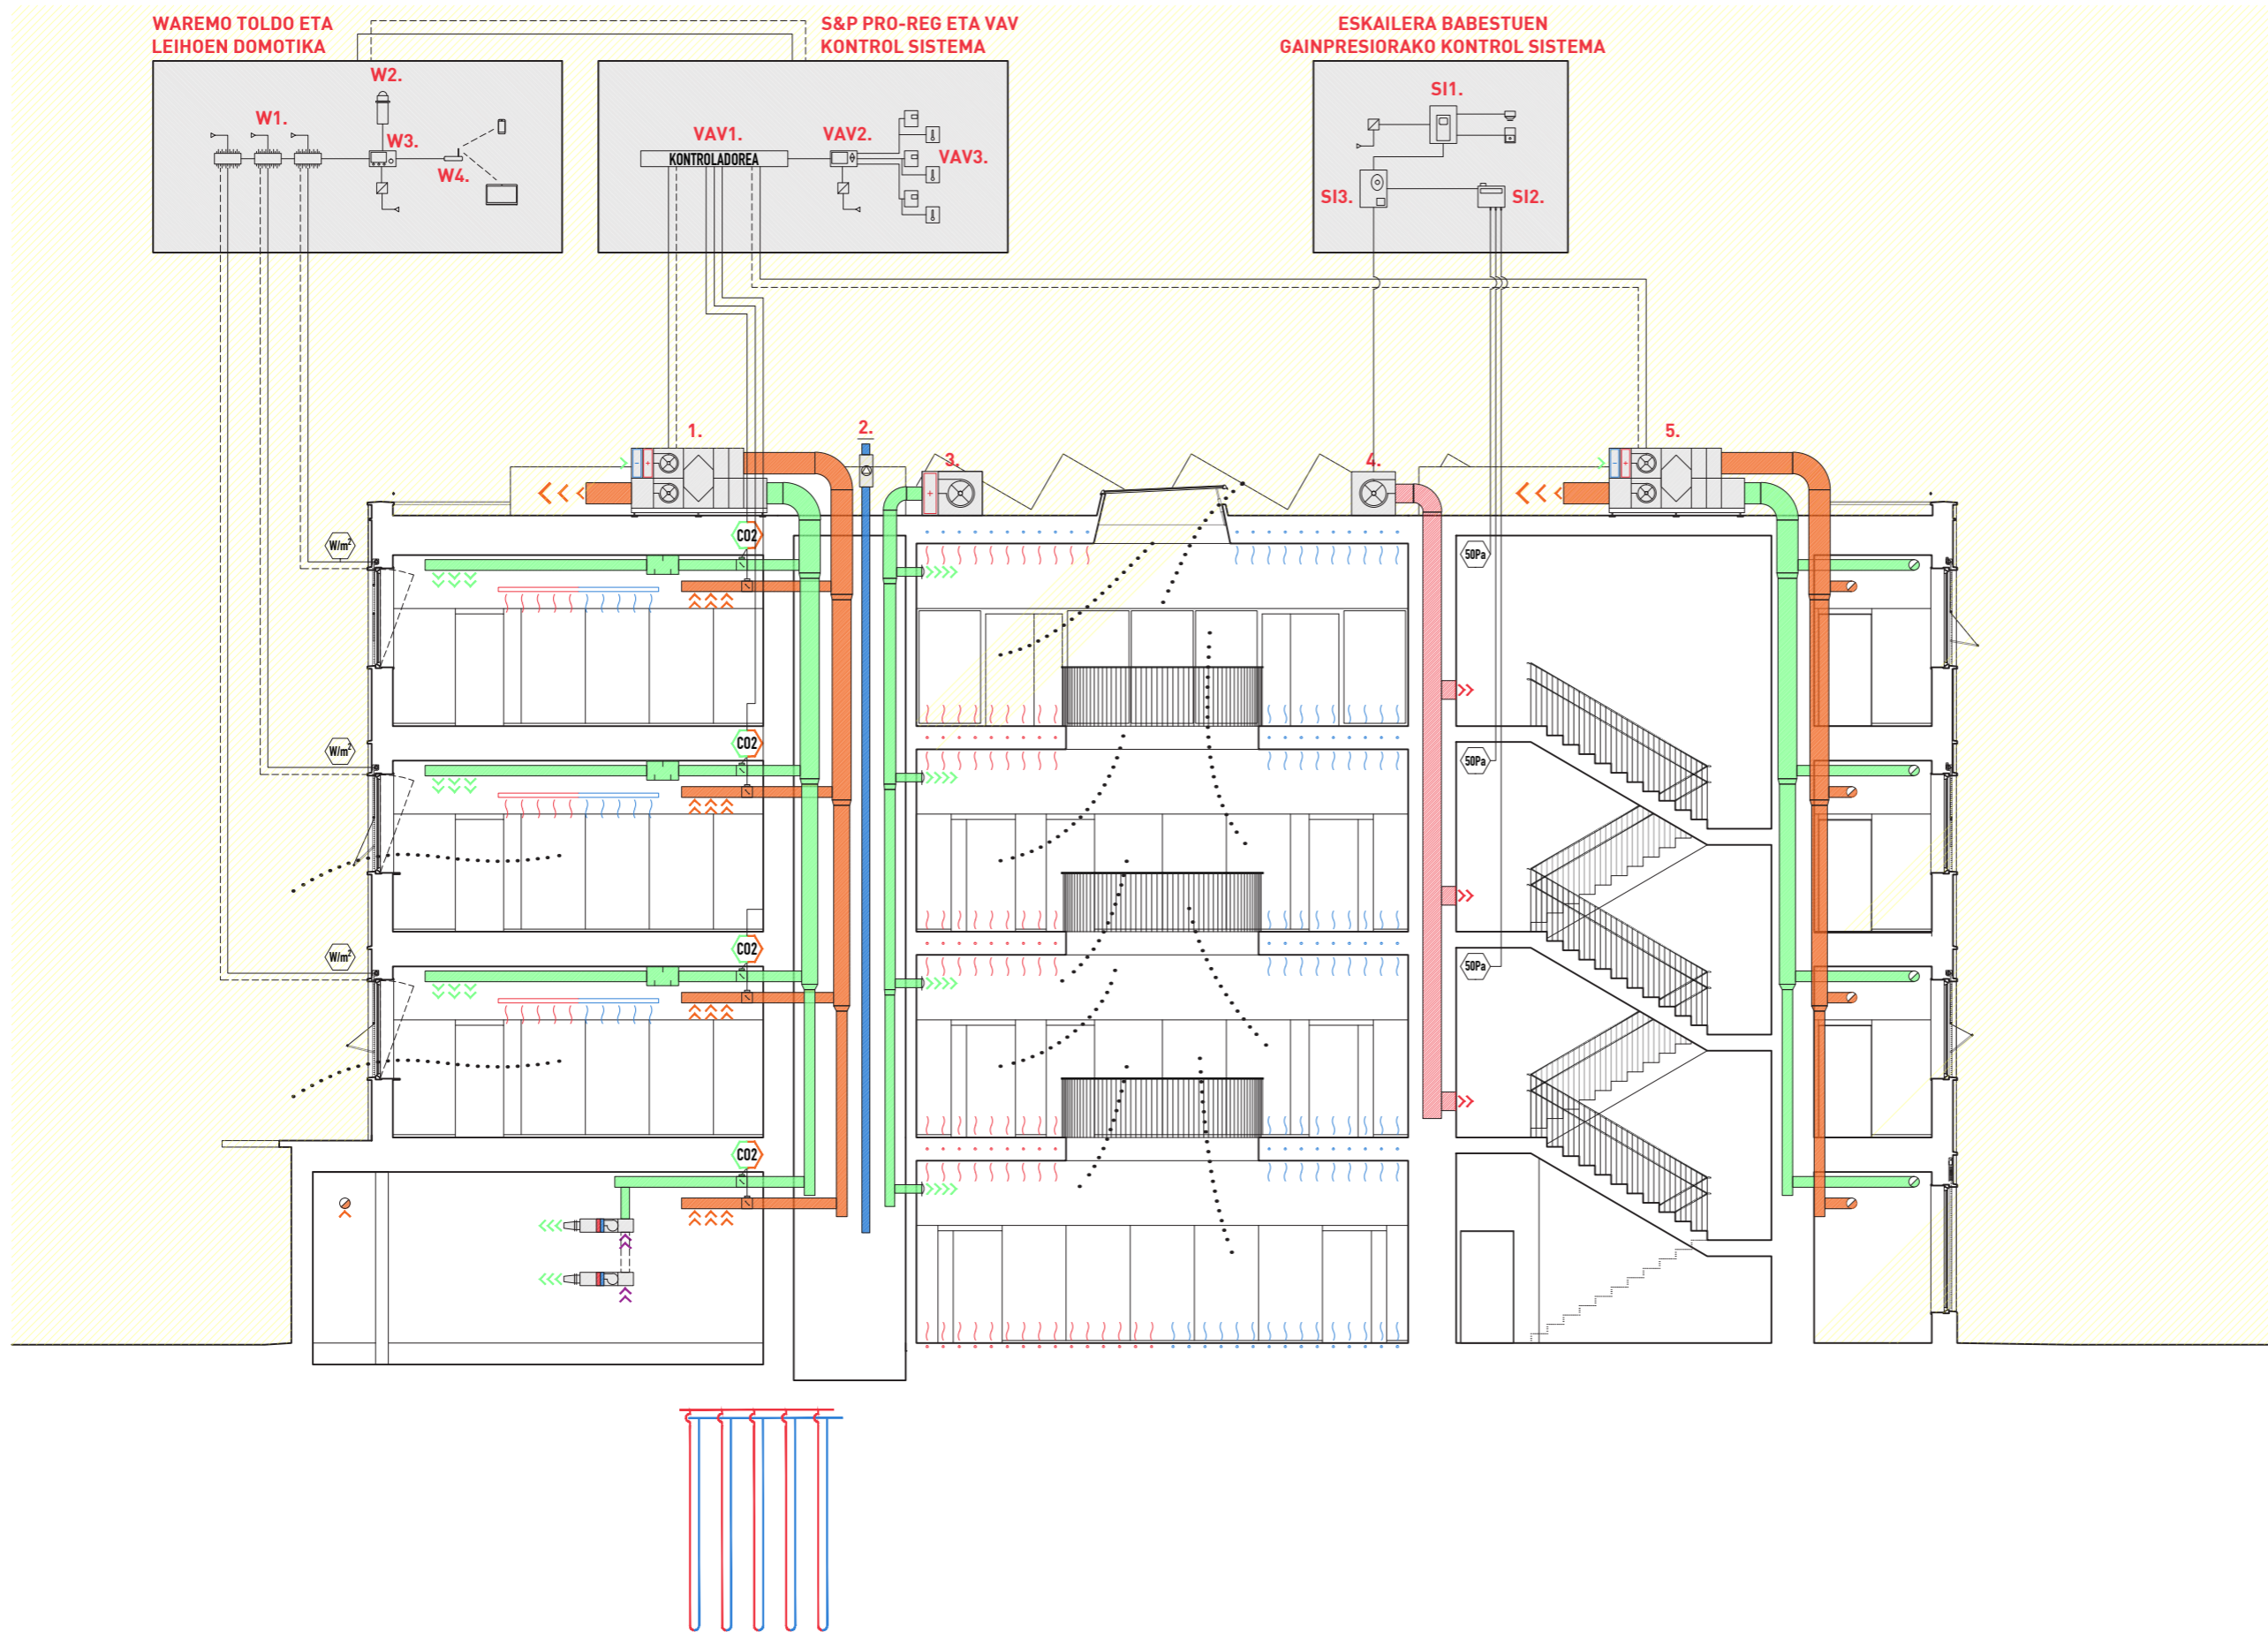 WAREMO TOLDO ETA
LEIHOEN DOMOTIKA
S&P PRO-REG ETA VAV
KONTROL SISTEMA
ESKAILERA BABESTUEN
GAINPRESIORAKO KONTROL SISTEMA
W2.
W1.
W3.
W4.
VAV1.
VAV2.
KONTROLADOREA
VAV3.
SI1.
SI3.
SI2.
1.
2.
3.
4.
5.
- +
+
- +
W/m²
CO2
50Pa
W/m²
CO2
50Pa
W/m²
CO2
50Pa
CO2